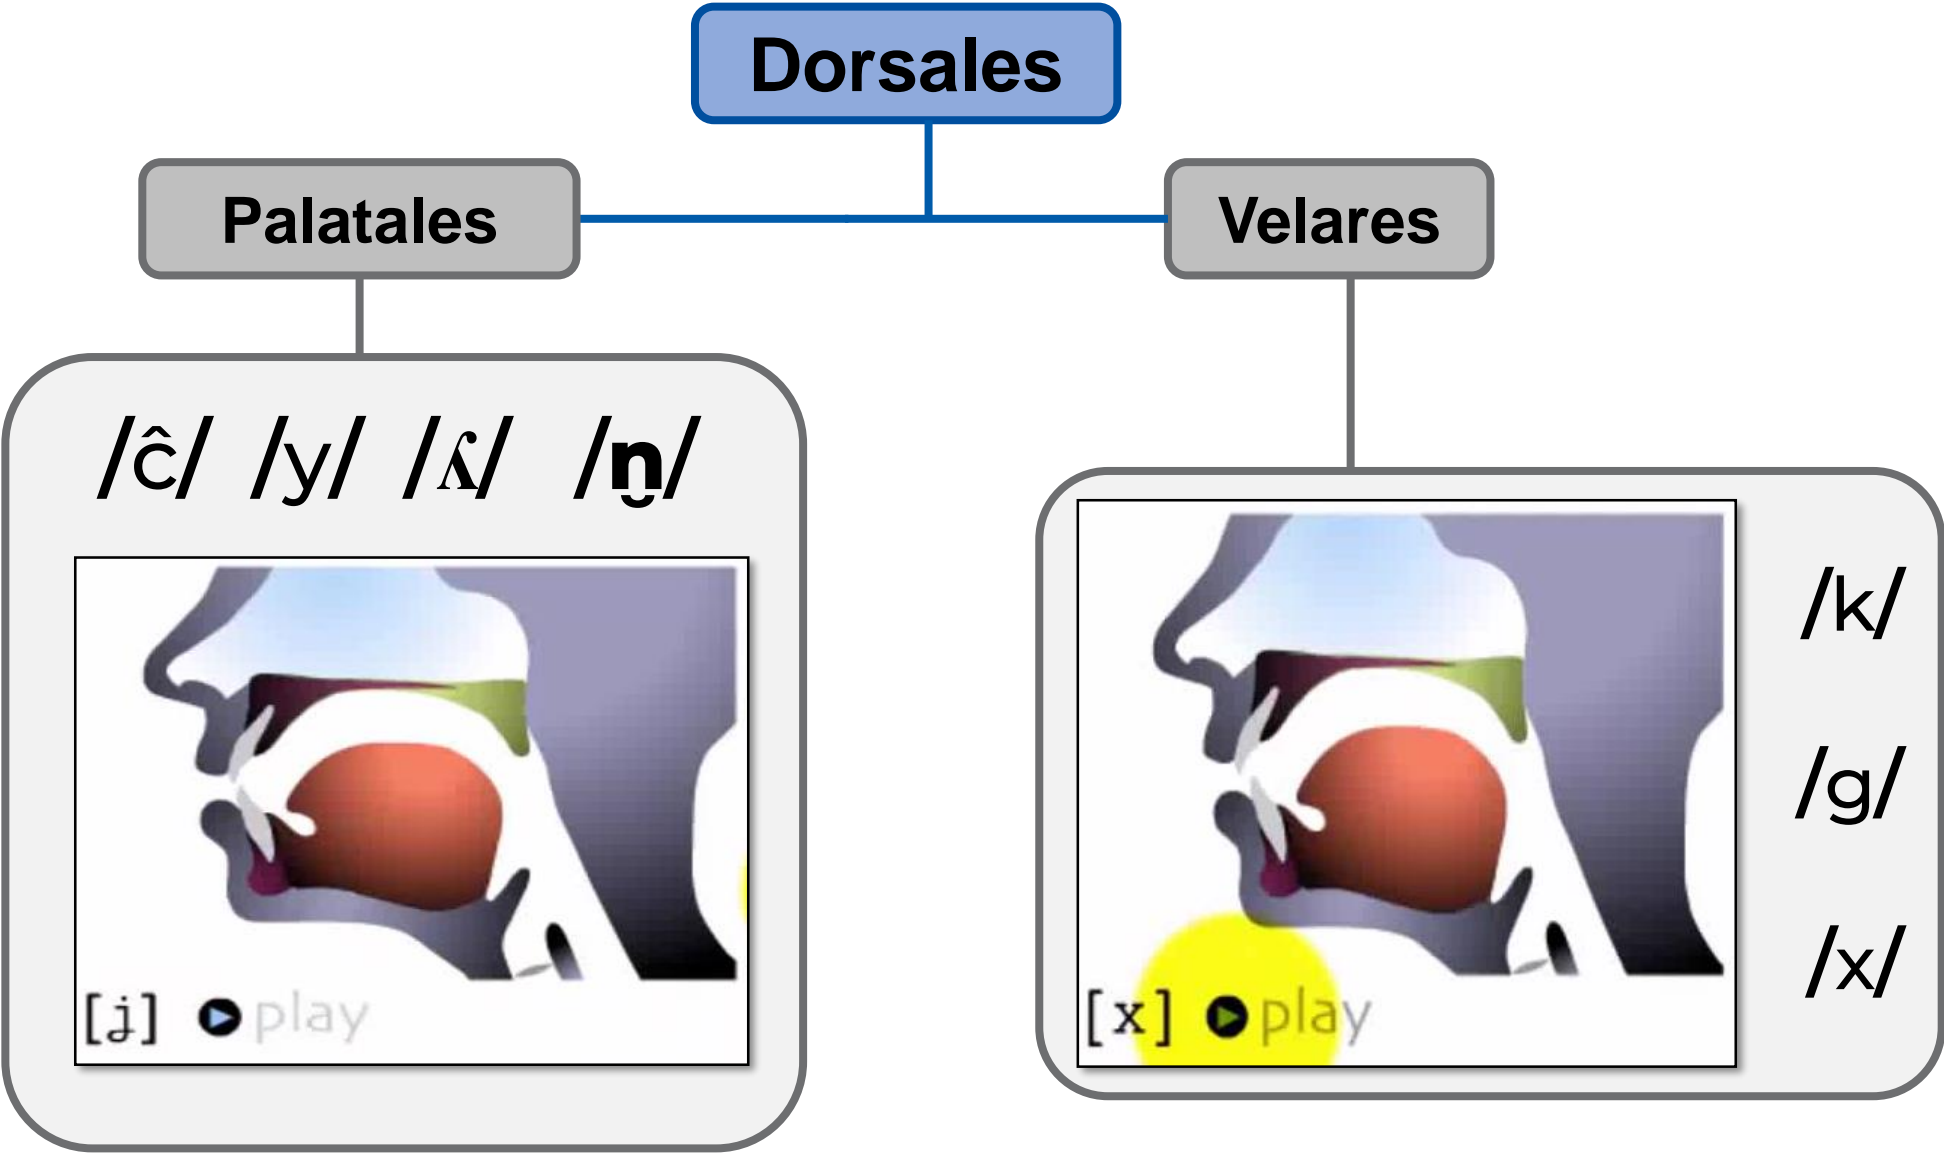 Dorsales
Palatales
Velares
/ĉ/ /y/ /ʎ/ /n̯/
[ʝ] play
/k/
/g/
/x/
[x] play